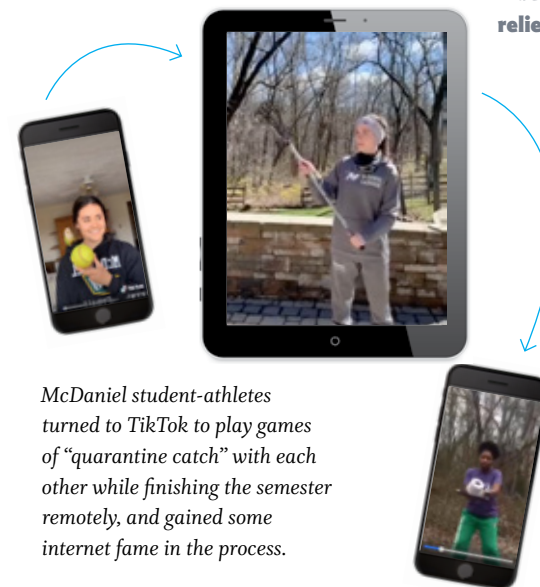 relie
McDaniel student-athletes
turned to TikTok to play games
of “quarantine catch” with each
other while finishing the semester
remotely, and gained some
internet fame in the process.